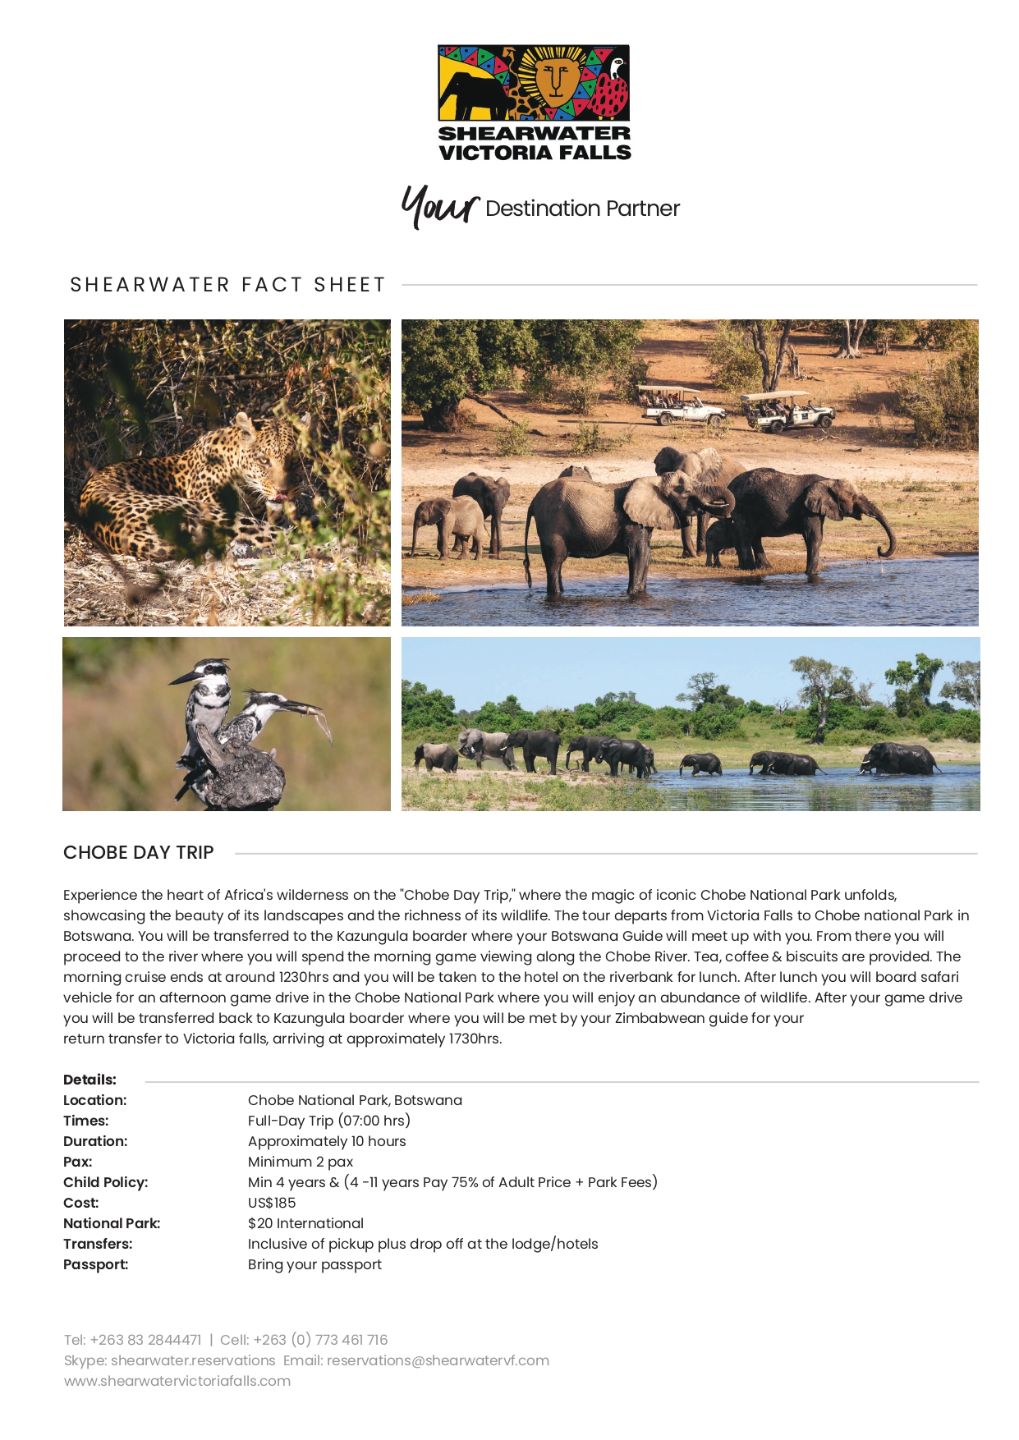 SHEARWATER
VICTORIA FALLS
Your Destination Partner
SHEARWATER FACT SHEET
CHOBE DAY TRIP
Experience the heart of Africa's wilderness on the "Chobe Day Trip," where the magic of iconic Chobe National Park unfolds,
showcasing the beauty of its landscapes and the richness of its wildlife. The tour departs from Victoria Falls to Chobe national Park in
Botswana. You will be transferred to the Kazungula boarder where your Botswana Guide will meet up with you. From there you will
proceed to the river where you will spend the morning game viewing along the Chobe River. Tea, coffee & biscuits are provided. The
morning cruise ends at around 1230hrs and you will be taken to the hotel on the riverbank for lunch. After lunch you will board safari
vehicle for an afternoon game drive in the Chobe National Park where you will enjoy an abundance of wildlife. After your game drive
you will be transferred back to Kazungula boarder where you will be met by your Zimbabwean guide for your
return transfer to Victoria falls, arriving at approximately 1730hrs.
Details:
Location: Chobe National Park, Botswana
Times: Full-Day Trip (07:00 hrs)
Duration: Approximately 10 hours
Pax: Minimum 2 pax
Child Policy: Min 4 years & (4 -11 years Pay 75% of Adult Price + Park Fees)
Cost: US$185
National Park: $20 International
Transfers: Inclusive of pickup plus drop off at the lodge/hotels
Passport: Bring your passport
Tel: +263 83 2844471 | Cell: +263 (0) 773 461 716
Skype: shearwater.reservations Email: reservations@shearwatervf.com
www.shearwatervictoriafalls.com